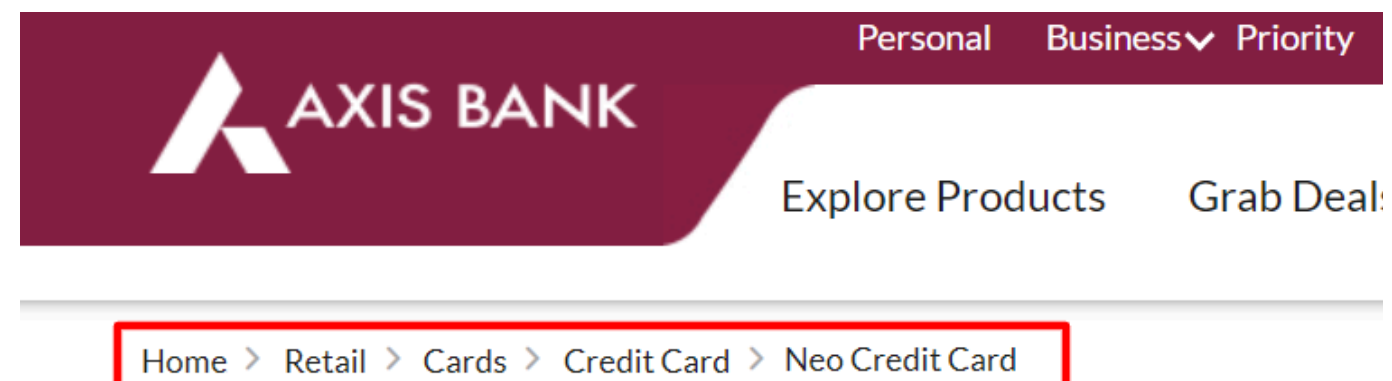 Personal Business Priority
AXIS BANK
Explore Products Grab Deals
Home > Retail > Cards > Credit Card > Neo Credit Card